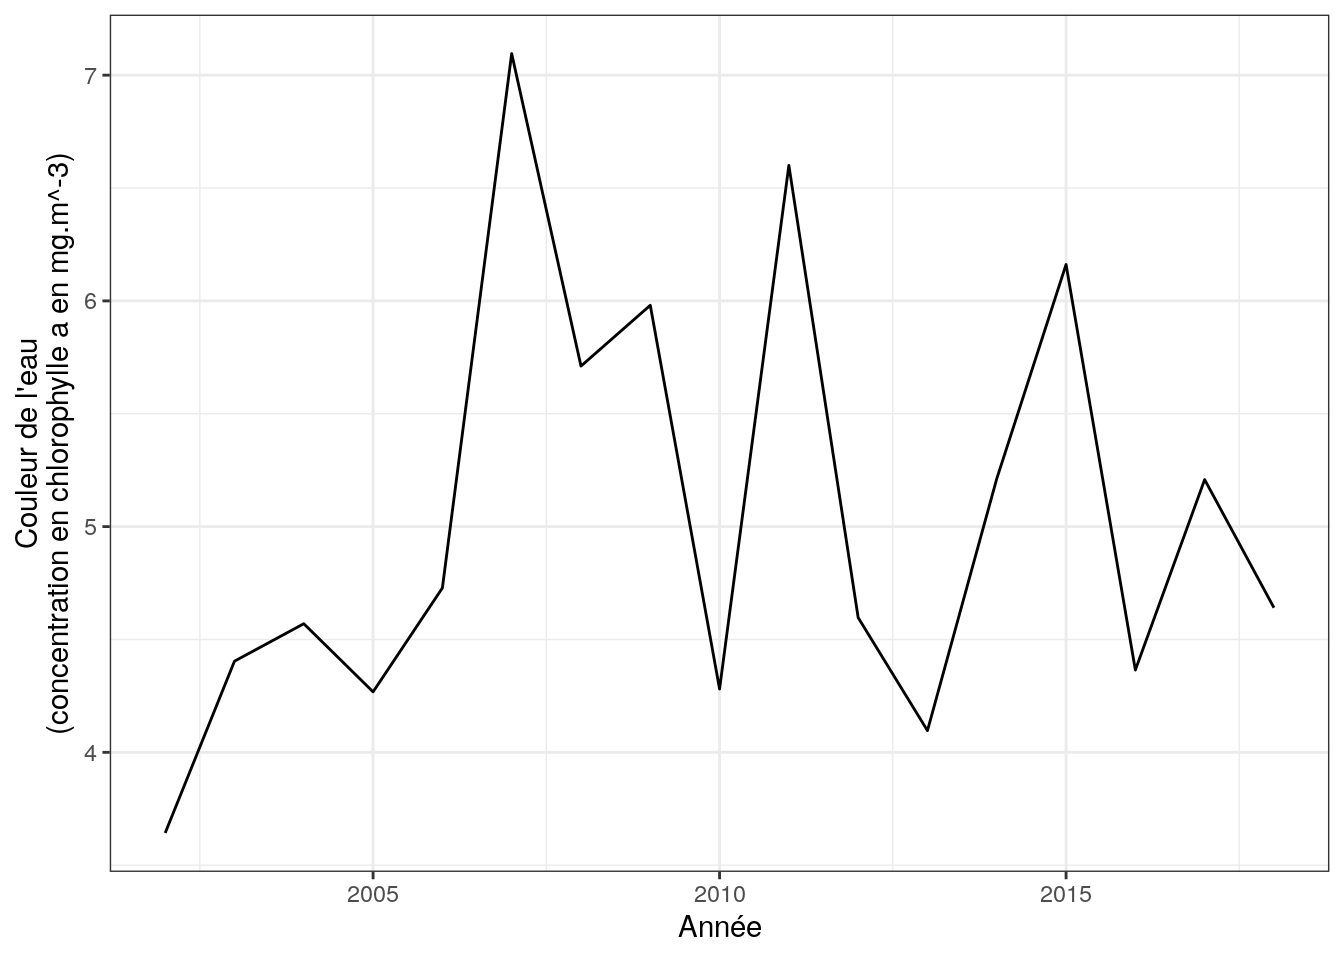 Couleur de l'eau
(concentration en chlorophylle a en mg.m^-3)
7
6
5
4
2005
2010
2015
Année